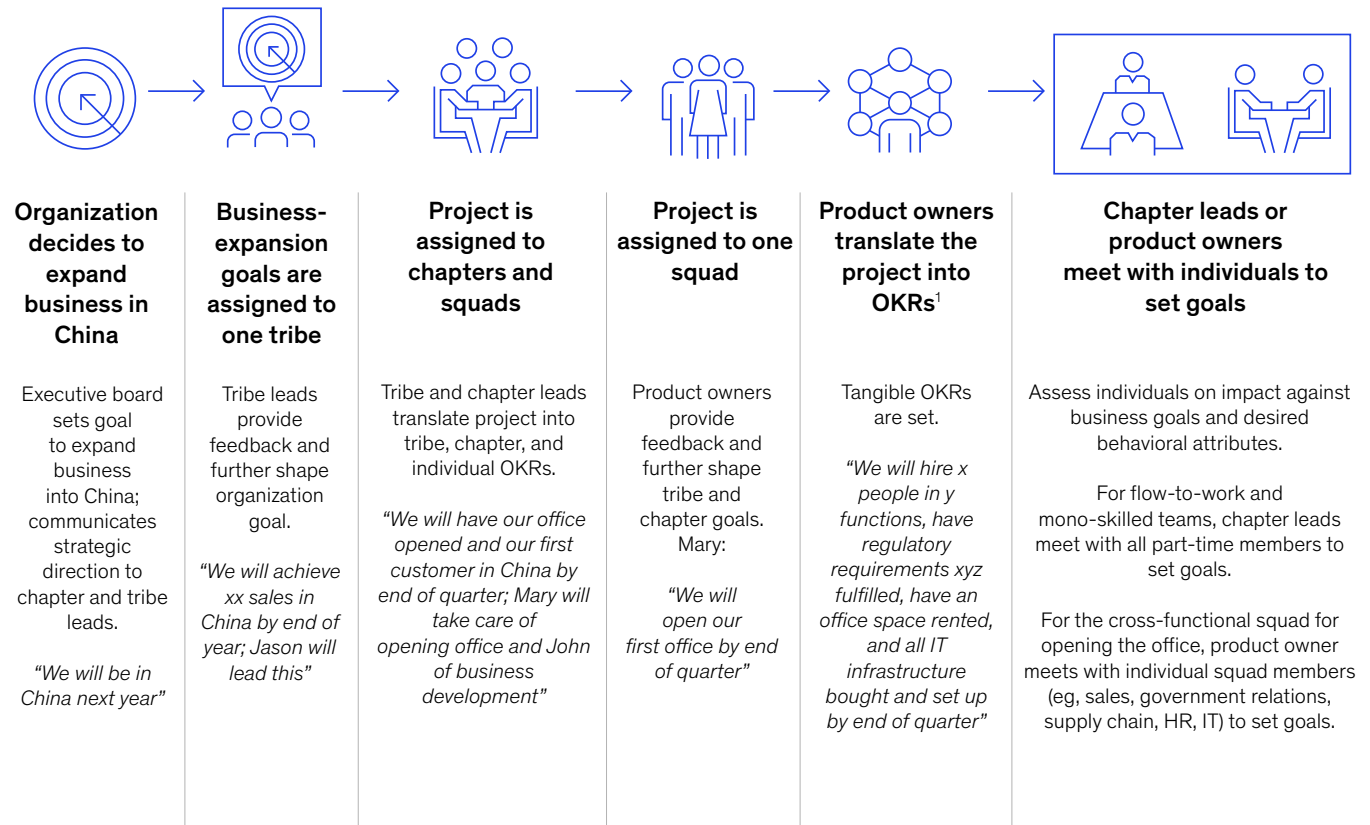 Organization
decides to
expand
business in
China
Executive board
sets goal
to expand
business
into China;
communicates
strategic
direction to
chapter and tribe
leads.
“We will be in
China next year”
Business-
expansion
goals are
assigned to
one tribe
Tribe leads
provide
feedback and
further shape
organization
goal.
“We will achieve
xx sales in
China by end of
year; Jason will
lead this”
Project is
assigned to
chapters and
squads
Tribe and chapter leads
translate project into
tribe, chapter, and
individual OKRs.
“We will have our office
opened and our first
customer in China by
end of quarter; Mary will
take care of
opening office and John
of business
development”
Project is
assigned to one
squad
Product owners
provide
feedback and
further shape
tribe and
chapter goals.
Mary:
“We will
open our
first office by end
of quarter”
Product owners
translate the
project into
OKRs¹
Tangible OKRs
are set.
“We will hire x
people in y
functions, have
regulatory
requirements xyz
fulfilled, have an
office space rented,
and all IT
infrastructure
bought and set up
by end of quarter”
Chapter leads or
product owners
meet with individuals to
set goals
Assess individuals on impact against
business goals and desired
behavioral attributes.
For flow-to-work and
mono-skilled teams, chapter leads
meet with all part-time members to
set goals.
For the cross-functional squad for
opening the office, product owner
meets with individual squad members
(eg, sales, government relations,
supply chain, HR, IT) to set goals.